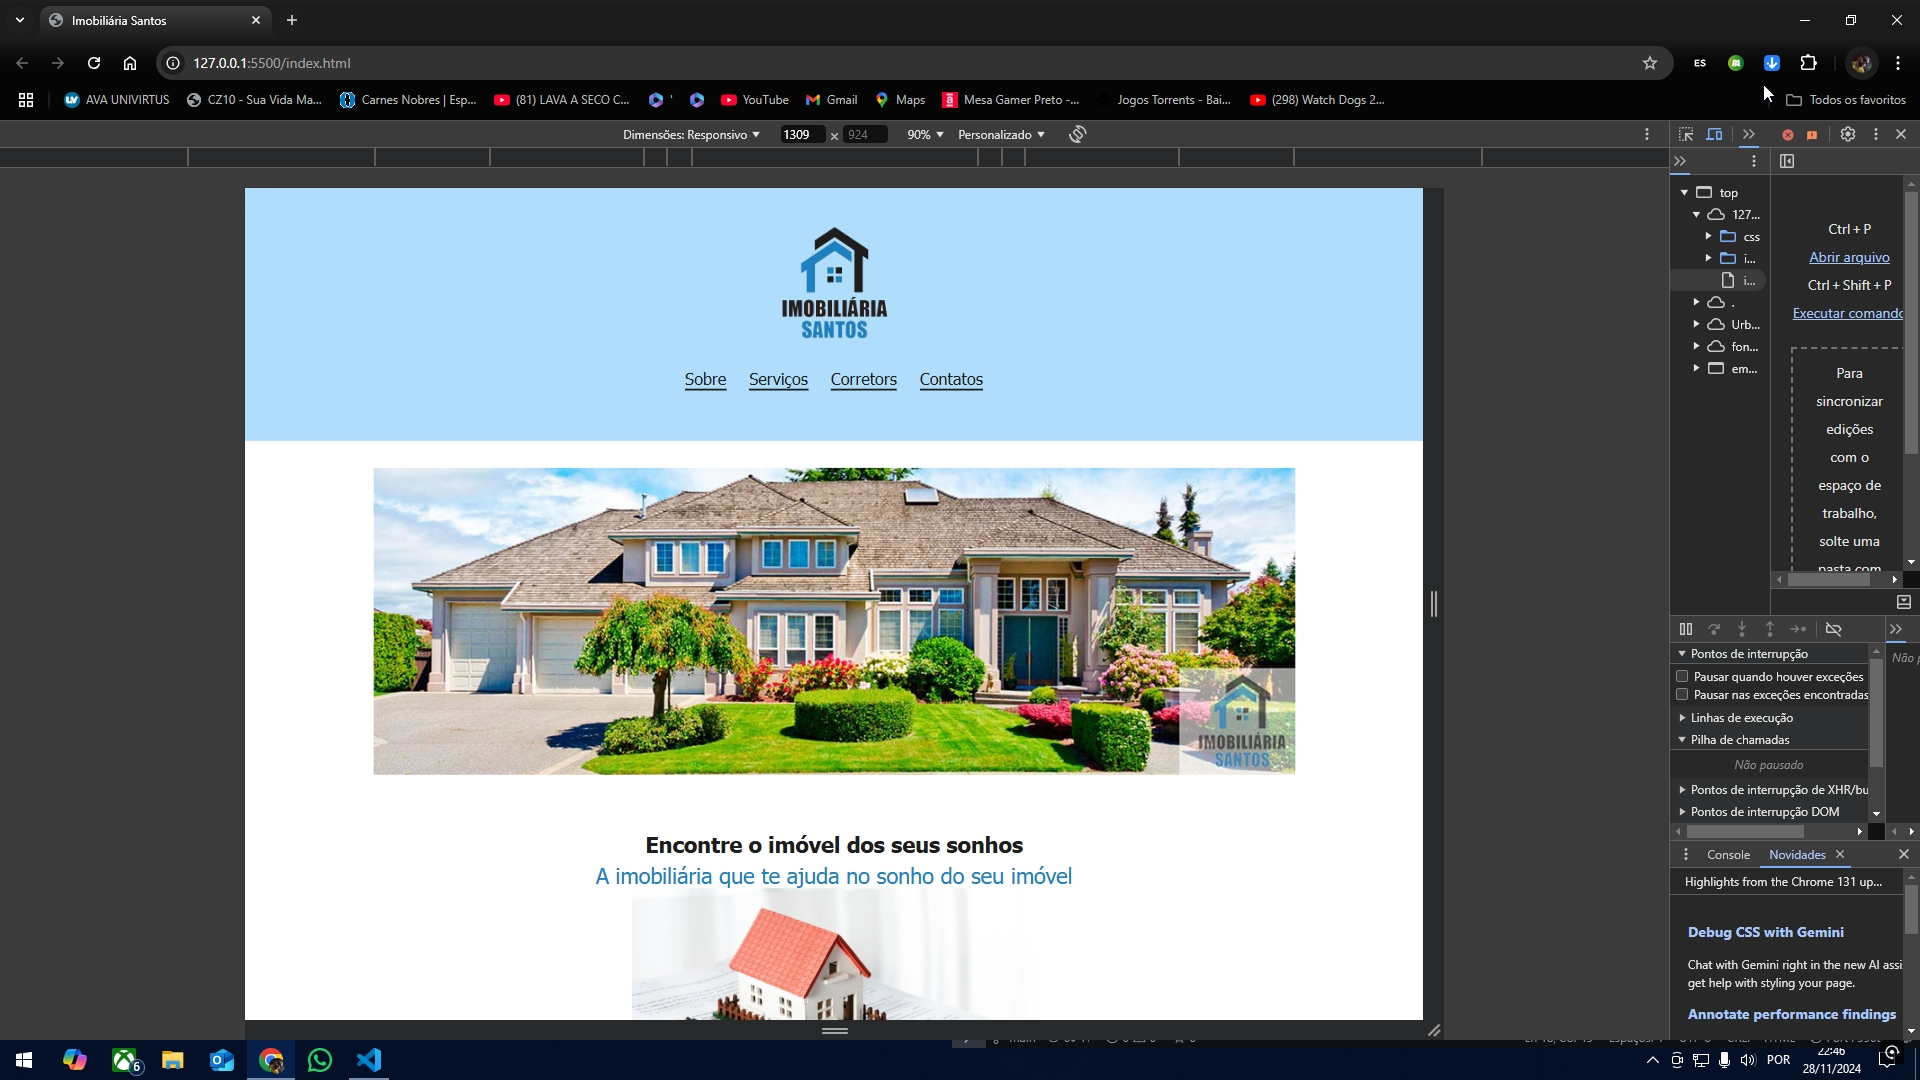 Imobiliária Santos
127.0.0.1:5500/index.html
ES
AVA UNIVIRTUS
CZ10 - Sua Vida Ma...
Carnes Nobres | Esp...
(81) LAVA A SECO C...
'
YouTube
Gmail
Maps
Mesa Gamer Preto -...
Jogos Torrents - Bai...
(298) Watch Dogs 2...
Todos os favoritos
Dimensões: Responsivo
1309
x
924
90%
Personalizado
IMOBILIÁRIA
SANTOS
Sobre
Serviços
Corretors
Contatos
IMOBILIÁRIA
SANTOS
Encontre o imóvel dos seus sonhos
A imobiliária que te ajuda no sonho do seu imóvel
top
127...
css
i...
i...
.
Urb...
fon...
em...
Ctrl + P
Abrir arquivo
Ctrl + Shift + P
Executar comando
Para
sincronizar
edições
com o
espaço de
trabalho,
solte uma
pasta com
Não p
Pontos de interrupção
Pausar quando houver exceções
Pausar nas exceções encontradas
Linhas de execução
Pilha de chamadas
Não pausado
Pontos de interrupção de XHR/bu
Pontos de interrupção DOM
Console
Novidades
Highlights from the Chrome 131 up...
Debug CSS with Gemini
Chat with Gemini right in the new AI assi
get help with styling your page.
Annotate performance findings
6
POR
22:46
28/11/2024